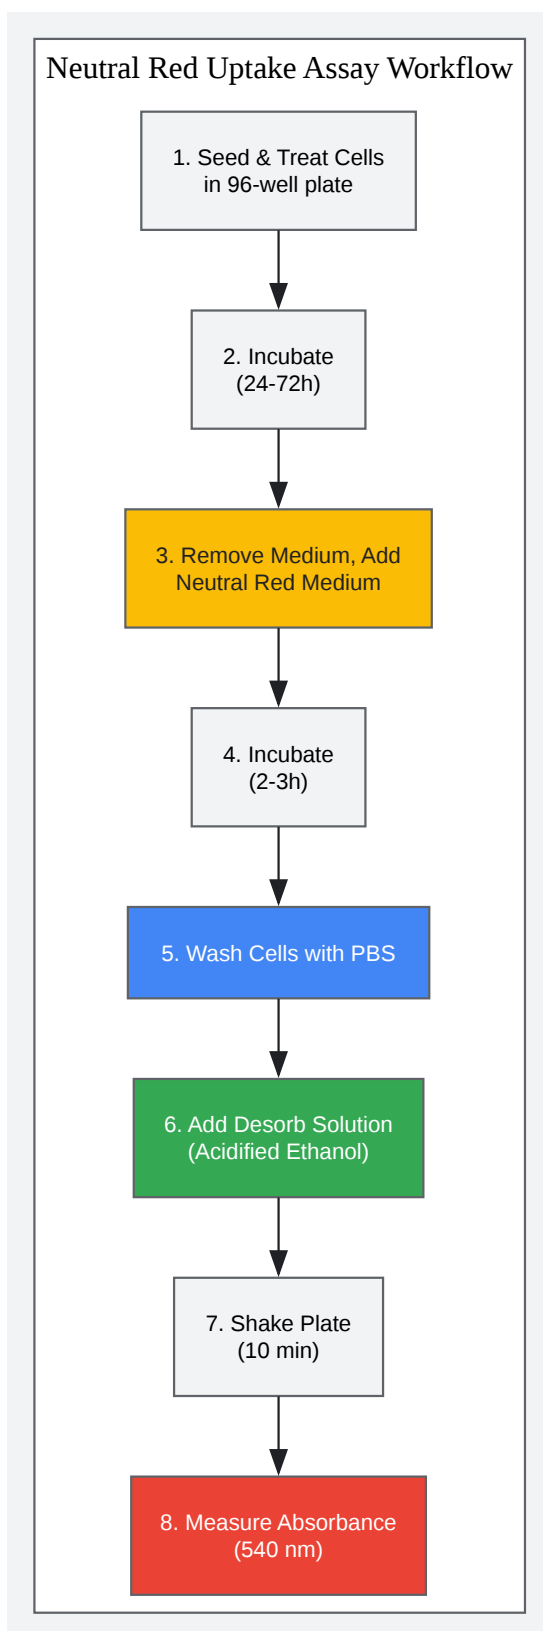 Neutral Red Uptake Assay Workflow
1. Seed & Treat Cells
in 96-well plate
2. Incubate
(24-72h)
3. Remove Medium, Add
Neutral Red Medium
4. Incubate
(2-3h)
5. Wash Cells with PBS
6. Add Desorb Solution
(Acidified Ethanol)
7. Shake Plate
(10 min)
8. Measure Absorbance
(540 nm)